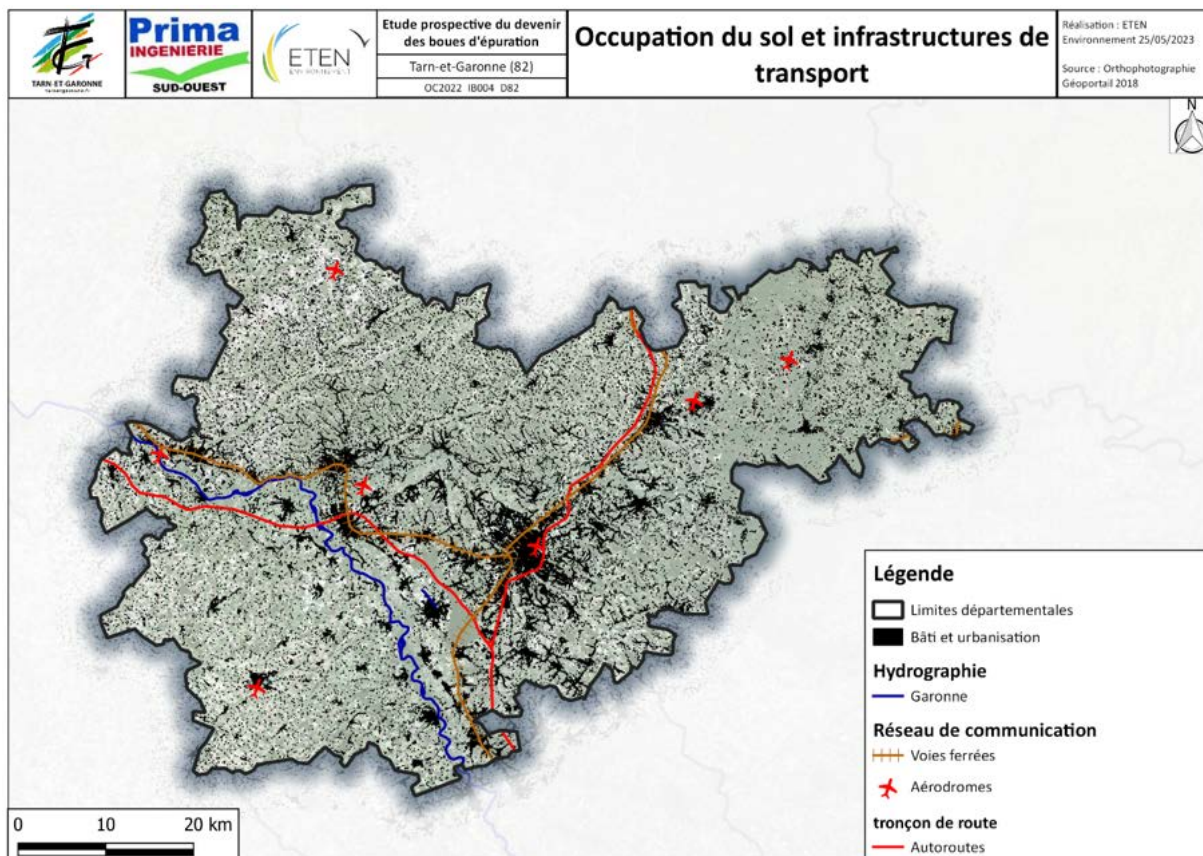 TARN-ET-GARONNE
Prima
INGENIERIE
SUD-OUEST
ETEN
ENVIRONNEMENT
Etude prospective du devenir
des boues d'épuration
Tarn-et-Garonne (82)
OC2022 IB004 D82
Occupation du sol et infrastructures de
transport
Réalisation : ETEN
Environnement 25/05/2023
Source : Orthophotographie
Géoportail 2018
N
Légende
Limites départementales
Bâti et urbanisation
Hydrographie
Garonne
Réseau de communication
Voies ferrées
Aérodromes
tronçon de route
Autoroutes
0 10 20 km